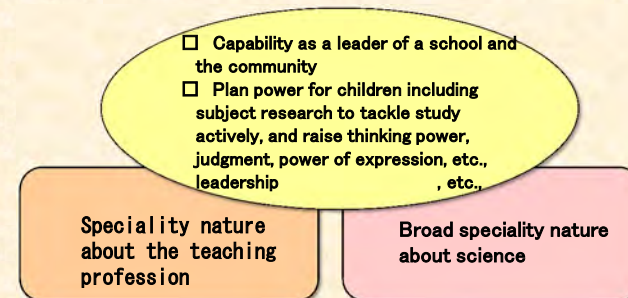 □ Capability as a leader of a school and
the community
□ Plan power for children including
subject research to tackle study
actively, and raise thinking power,
judgment, power of expression, etc.,
leadership , etc.,
Speciality nature
about the teaching
profession
Broad speciality nature
about science